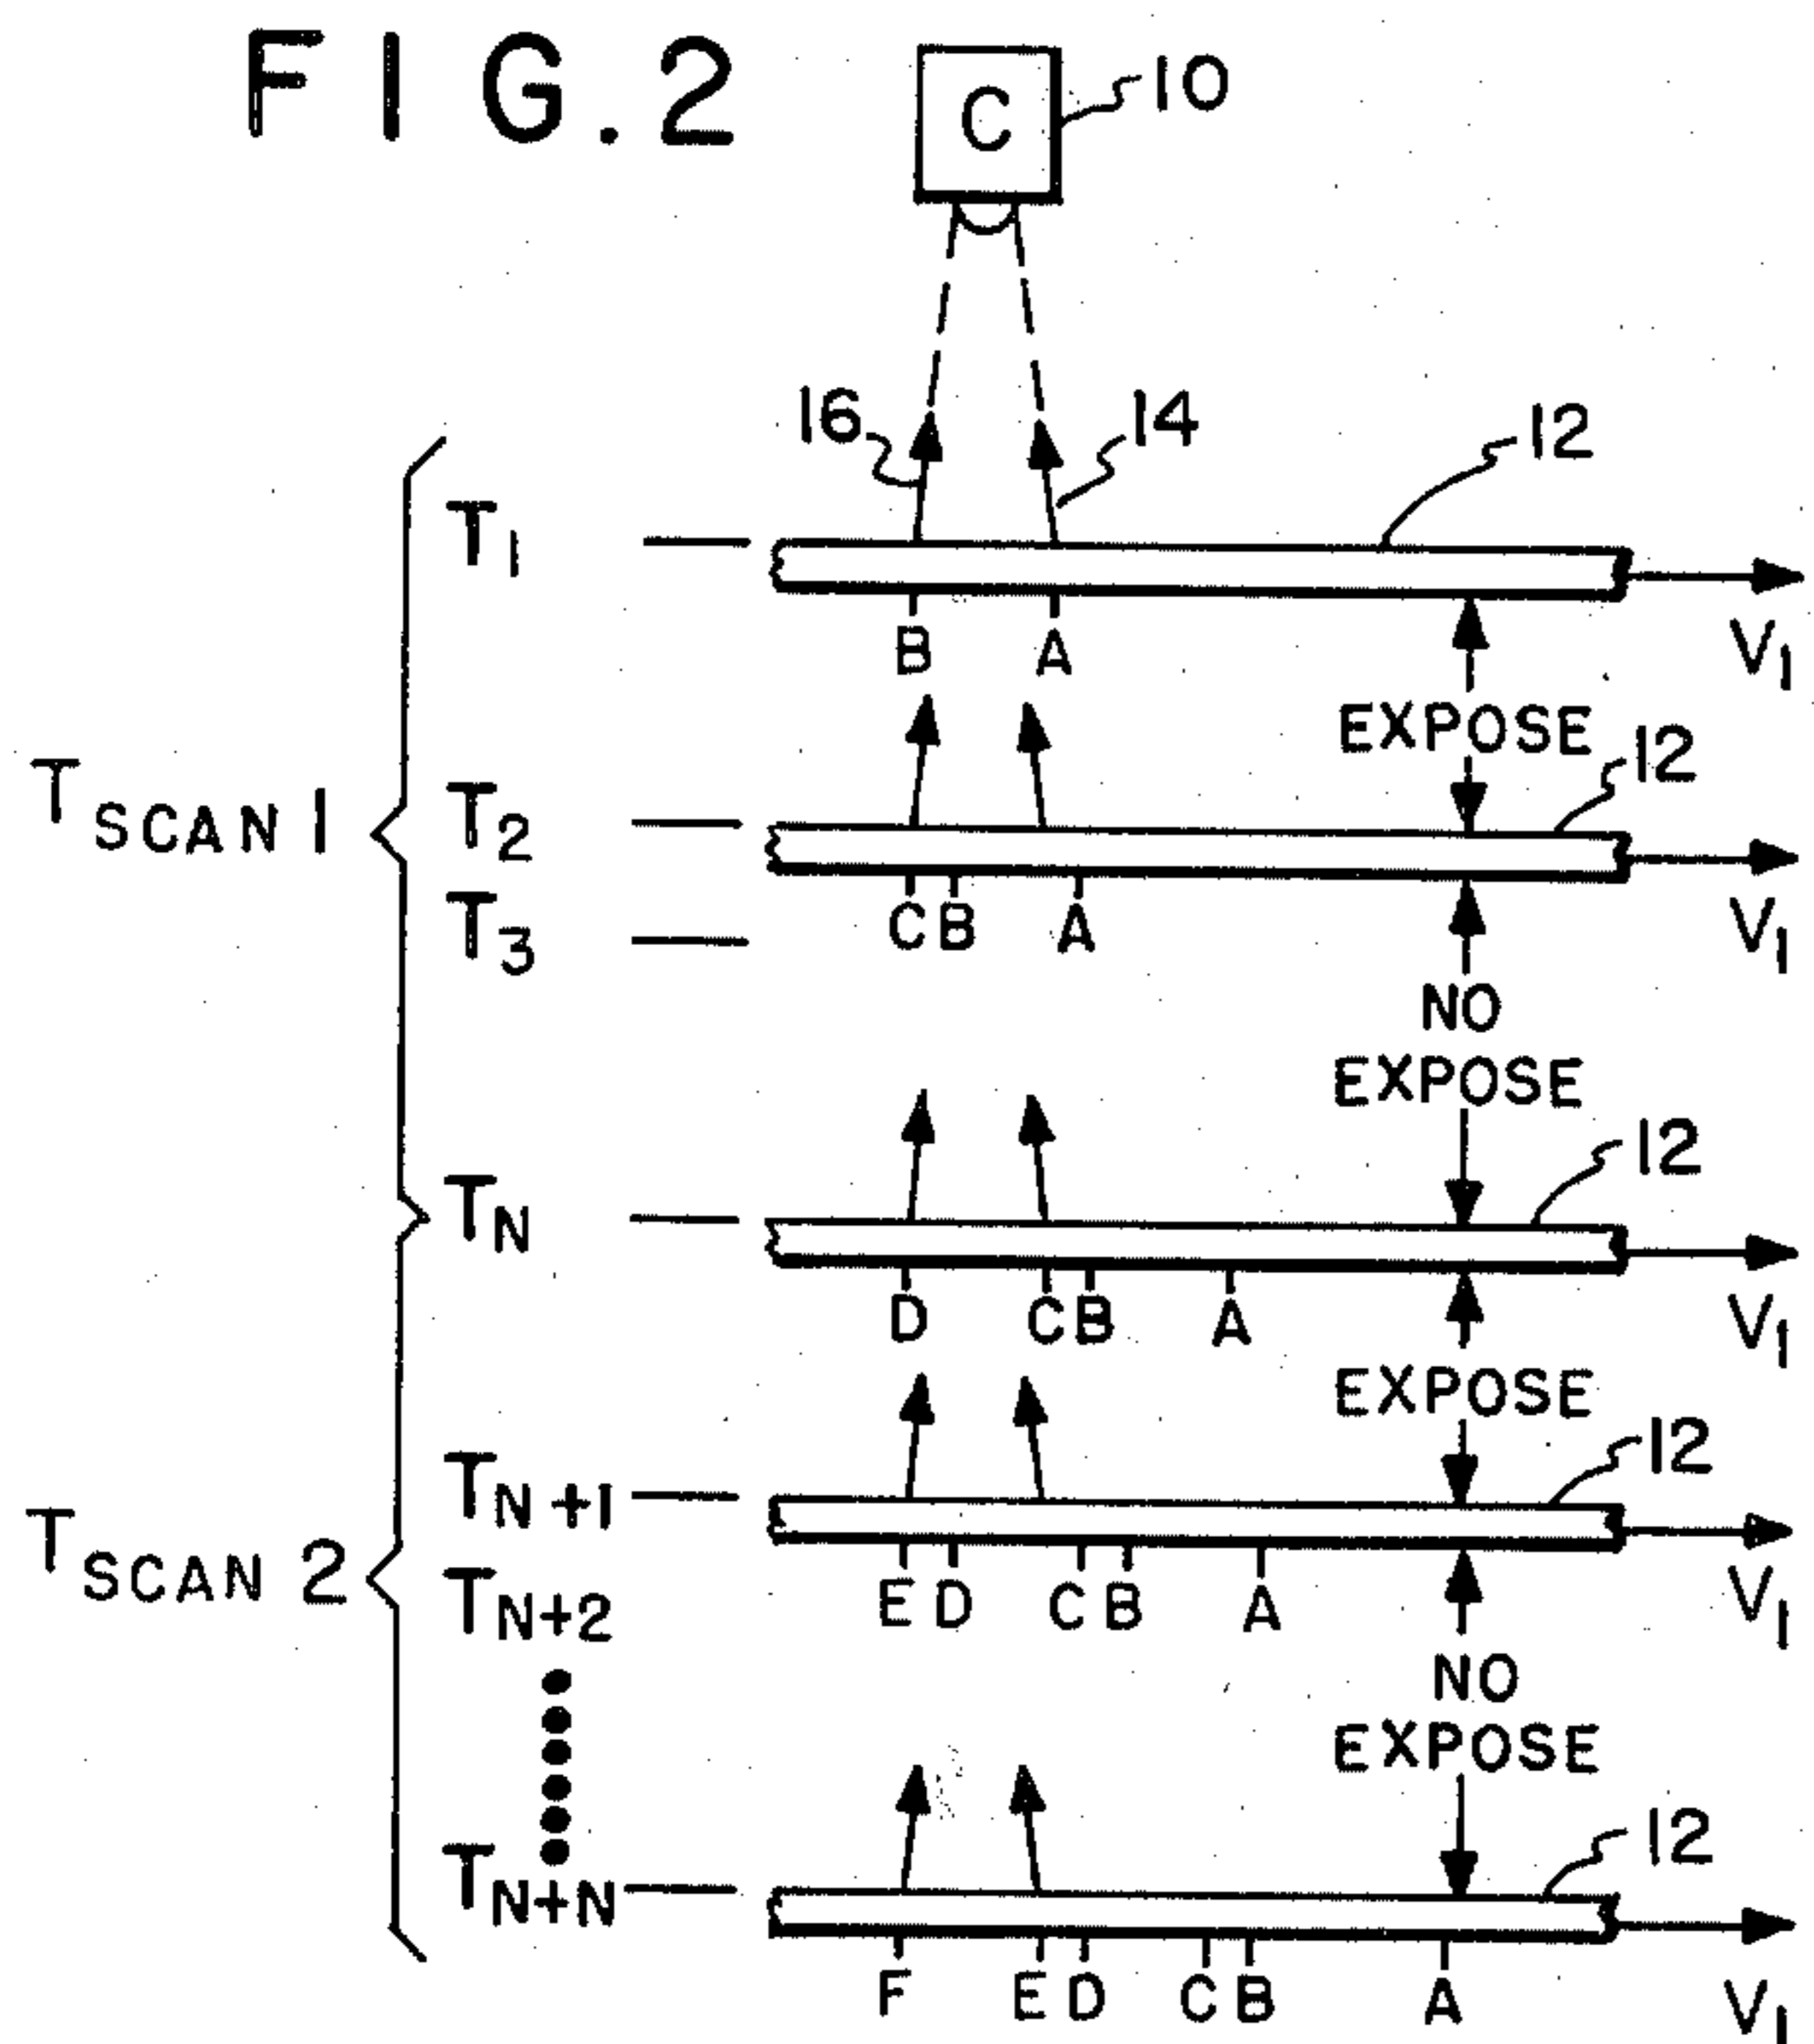 FIG.2
C 10
16 14 12
T1
B A V1
EXPOSE
TSCAN 1 T2 12
T3 C B A V1
NO
EXPOSE
TN 12
D C B A V1
EXPOSE
TN+1 12
TSCAN 2 TN+2 E D C B A V1
NO
EXPOSE
TN+N 12
F E D C B A V1